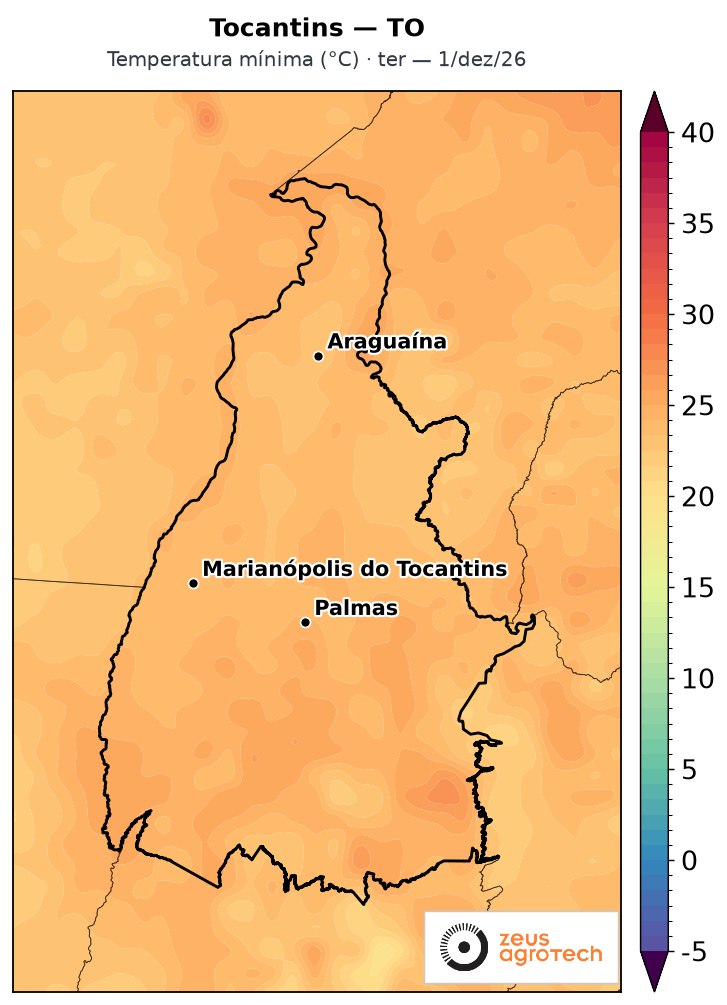 Tocantins — TO
Temperatura mínima (°C) · ter — 1/dez/26
Araguaína
Marianópolis do Tocantins
Palmas
40
35
30
25
20
15
10
5
0
-5
zeus
agrotech